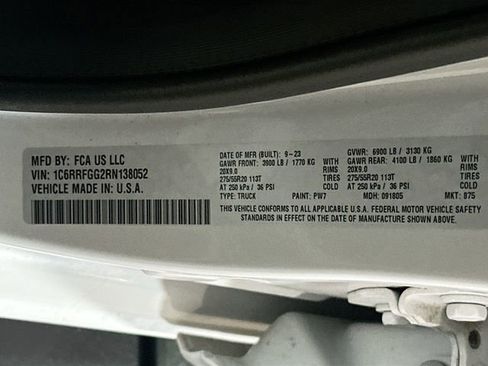 MFD BY: FCA US LLC
VIN: 1C6RRFGG2RN138052
VEHICLE MADE IN U.S.A.
DATE OF MFR (BUILT): 9-23 GVWR: 6900 LB / 3130 KG
GAWR FRONT: 3900 LB / 1770 KG GAWR REAR: 4100 LB / 1860 KG
20X9.0 RIMS 20X9.0 RIMS
275/55R20 113T TIRES 275/55R20 113T TIRES
AT 250 kPa / 36 PSI COLD AT 250 kPa / 36 PSI COLD
TYPE: TRUCK PAINT: PW7 MDH: 091805 MKT: 875
THIS VEHICLE CONFORMS TO ALL APPLICABLE U.S.A. FEDERAL MOTOR VEHICLE SAFETY
STANDARDS IN EFFECT ON THE DATE OF MANUFACTURE SHOWN ABOVE.